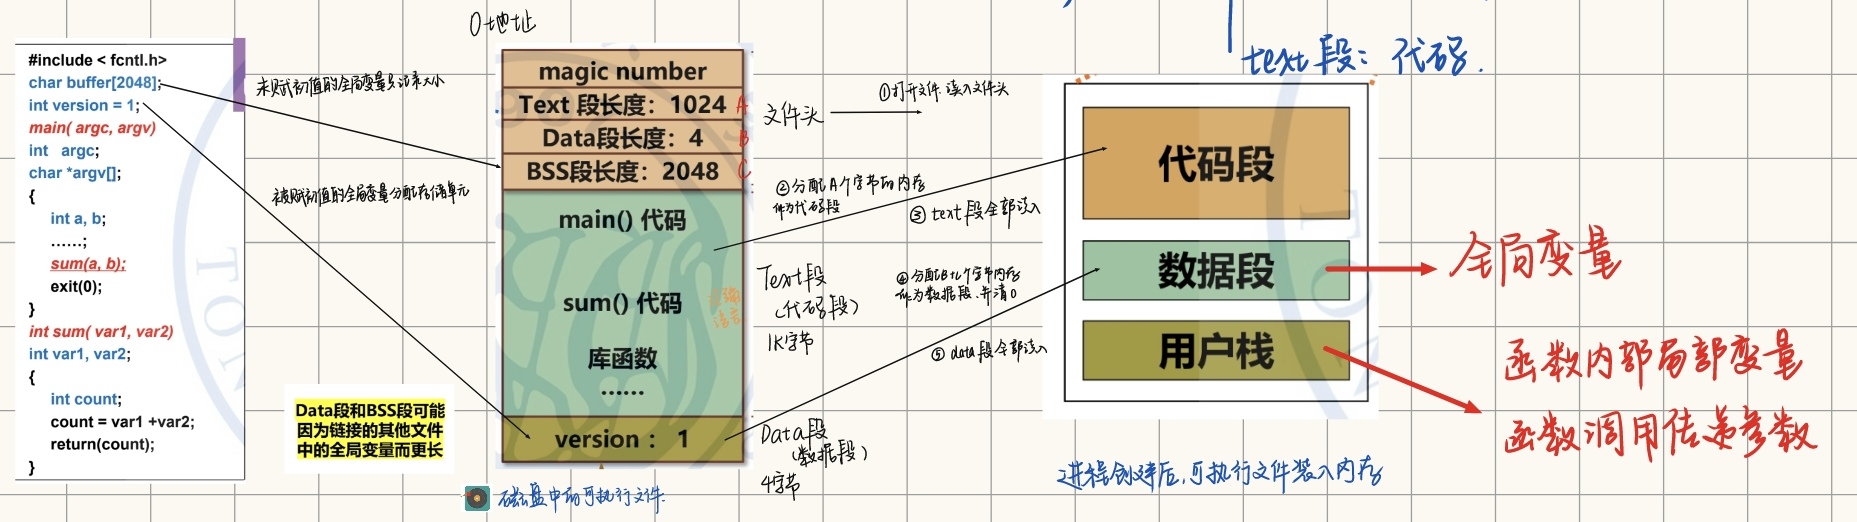 #include < fcntl.h>
char buffer[2048];
int version = 1;
main( argc, argv)
int argc;
char *argv[];
{
int a, b;
……;
sum(a, b);
exit(0);
}
int sum( var1, var2)
int var1, var2;
{
int count;
count = var1 +var2;
return(count);
}
未赋初值的全局变量只记录大小
被赋初值的全局变量分配存储单元
Data段和BSS段可能
因为链接的其他文件
中的全局变量而更长
0地址
magic number
Text 段长度：1024 A
Data段长度：4 B
BSS段长度：2048 C
main() 代码
sum() 代码
库函数
……
version： 1
磁盘中的可执行文件.
文件头
Text段
(代码段)
1K字节
Data段
(数据段)
4字节
①打开文件.读入文件头
②分配A个字节的内存
作为代码段
③ text段全部读入
④分配B+C个字节内存
作为数据段,并清0
⑤ data段全部读入
text段：代码.
代码段
数据段
用户栈
全局变量
函数内部局部变量
函数调用传递参数
进程创建后,可执行文件装入内存
TON